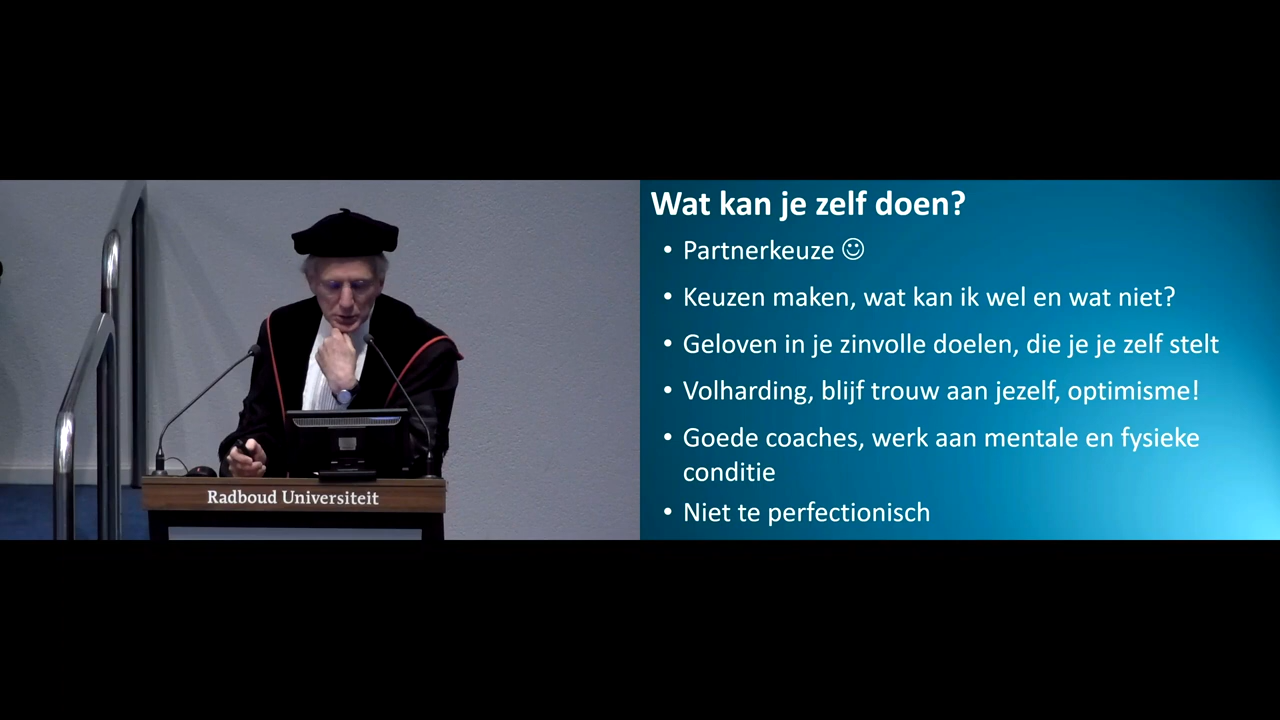 Radboud Universiteit
Wat kan je zelf doen?
• Partnerkeuze ☺
• Keuzen maken, wat kan ik wel en wat niet?
• Geloven in je zinvolle doelen, die je je zelf stelt
• Volharding, blijf trouw aan jezelf, optimisme!
• Goede coaches, werk aan mentale en fysieke
conditie
• Niet te perfectionisch